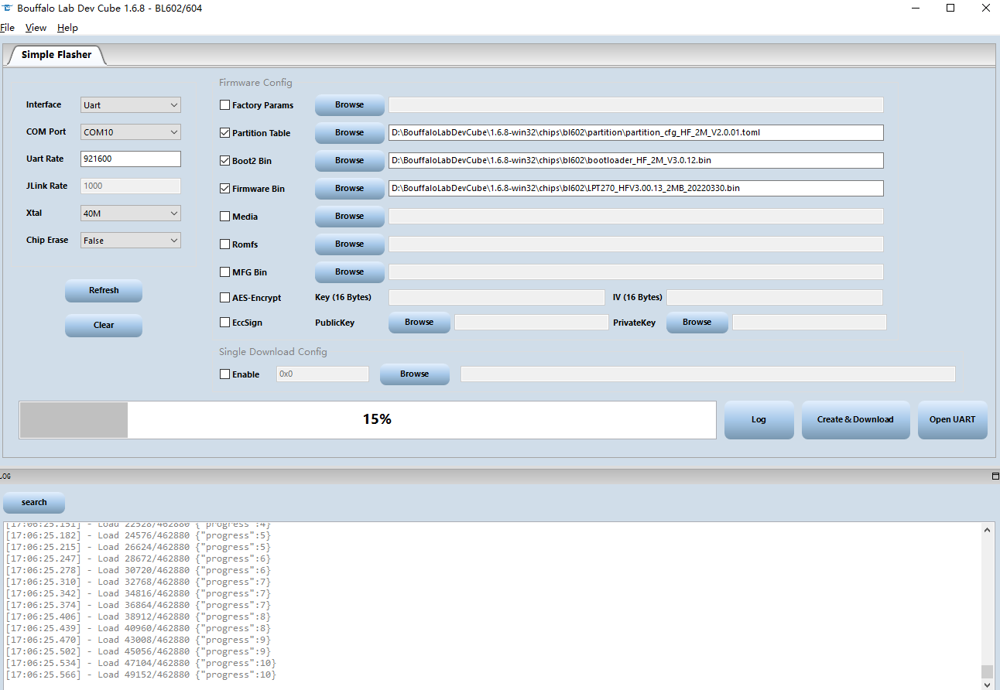 Bouffalo Lab Dev Cube 1.6.8 - BL602/604
File View Help
Simple Flasher
Interface Uart
COM Port COM10
Uart Rate 921600
JLink Rate 1000
Xtal 40M
Chip Erase False
Refresh
Clear
Firmware Config
Factory Params Browse
Partition Table Browse D:\BouffaloLabDevCube\1.6.8-win32\chips\bl602\partition\partition_cfg_HF_2M_V2.0.01.toml
Boot2 Bin Browse D:\BouffaloLabDevCube\1.6.8-win32\chips\bl602\bootloader_HF_2M_V3.0.12.bin
Firmware Bin Browse D:\BouffaloLabDevCube\1.6.8-win32\chips\bl602\LPT270_HFV3.00.13_2MB_20220330.bin
Media Browse
Romfs Browse
MFG Bin Browse
AES-Encrypt Key (16 Bytes) IV (16 Bytes)
EccSign PublicKey Browse PrivateKey Browse
Single Download Config
Enable 0x0 Browse
15% Log Create & Download Open UART
LOG
search
[17:06:25.151] - Load 22528/462880 {"progress":4}
[17:06:25.182] - Load 24576/462880 {"progress":5}
[17:06:25.215] - Load 26624/462880 {"progress":5}
[17:06:25.247] - Load 28672/462880 {"progress":6}
[17:06:25.278] - Load 30720/462880 {"progress":6}
[17:06:25.310] - Load 32768/462880 {"progress":7}
[17:06:25.342] - Load 34816/462880 {"progress":7}
[17:06:25.374] - Load 36864/462880 {"progress":7}
[17:06:25.406] - Load 38912/462880 {"progress":8}
[17:06:25.439] - Load 40960/462880 {"progress":8}
[17:06:25.470] - Load 43008/462880 {"progress":9}
[17:06:25.502] - Load 45056/462880 {"progress":9}
[17:06:25.534] - Load 47104/462880 {"progress":10}
[17:06:25.566] - Load 49152/462880 {"progress":10}